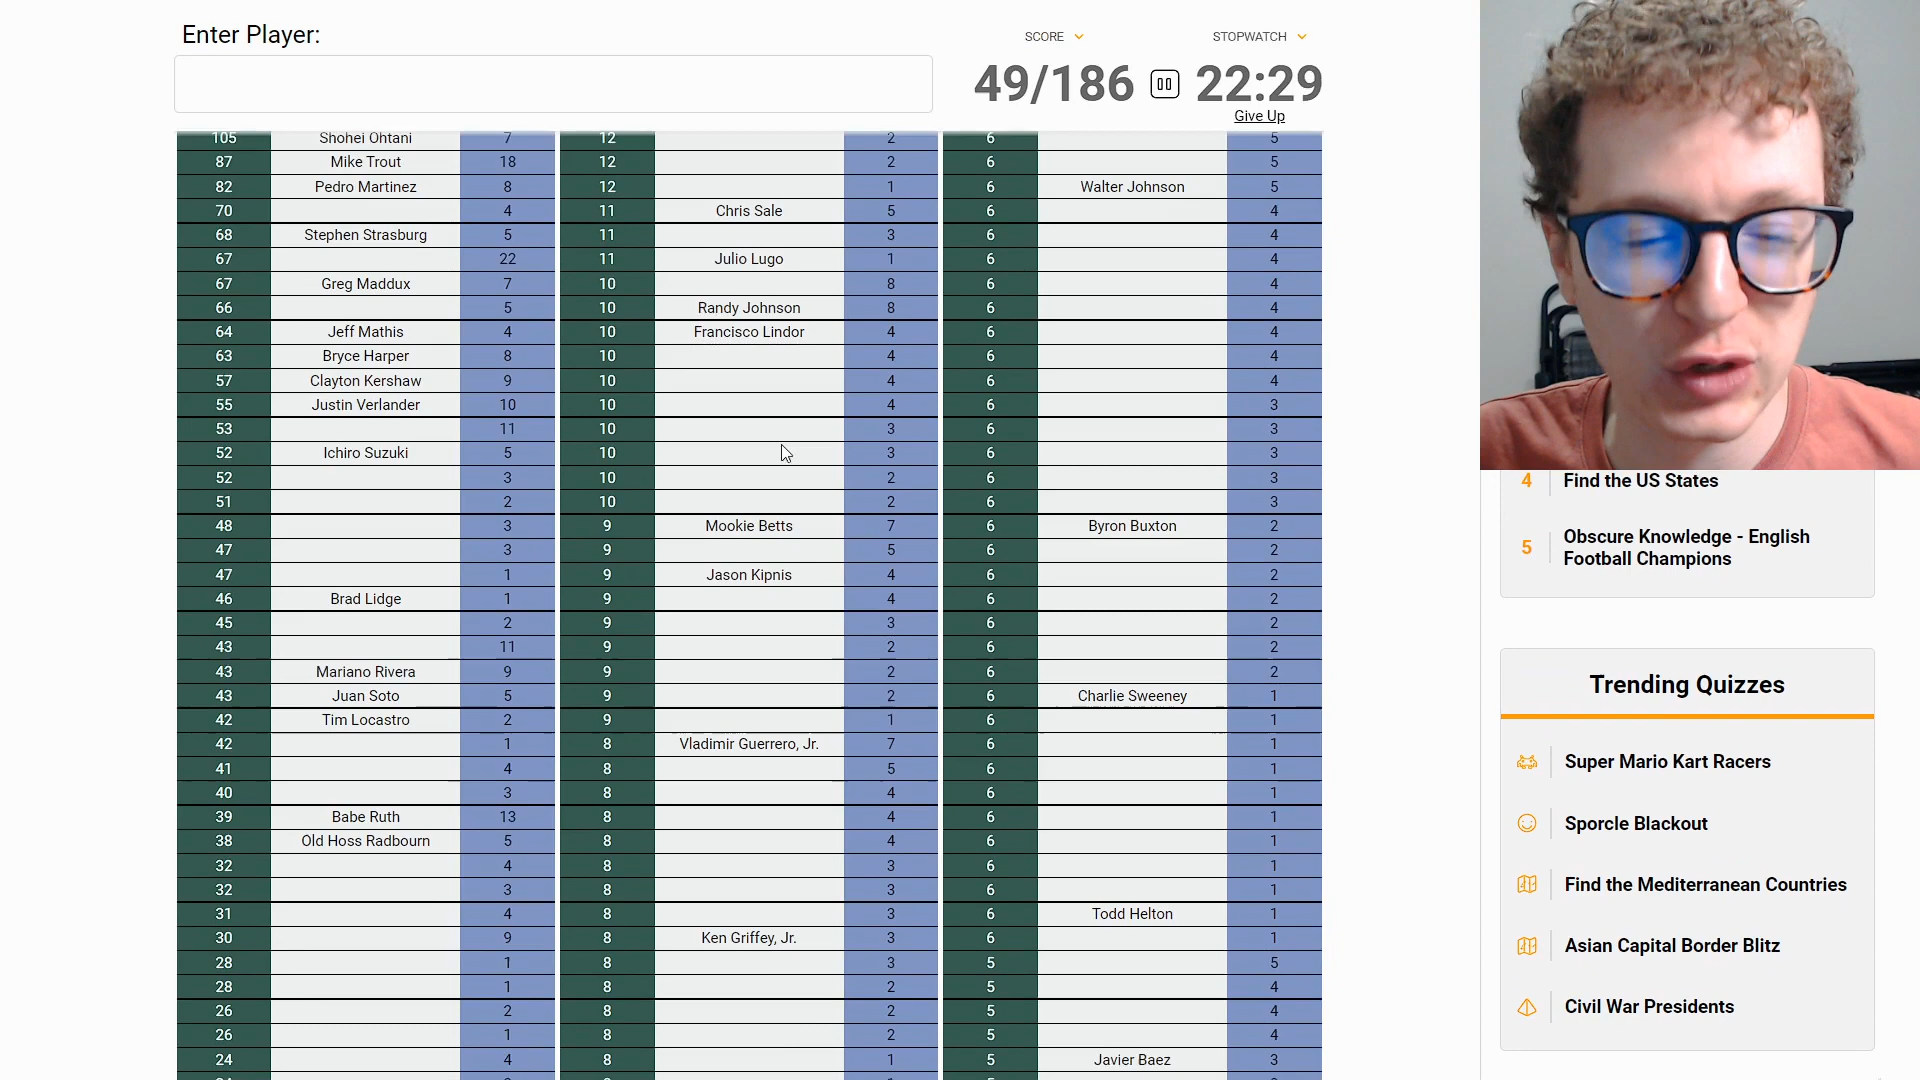 Enter Player:
SCORE
STOPWATCH
49/186
22:29
Give Up
105 Shohei Ohtani 7 12 2 6 5
87 Mike Trout 18 12 2 6 5
82 Pedro Martinez 8 12 1 6 Walter Johnson 5
70 4 11 Chris Sale 5 6 4
68 Stephen Strasburg 5 11 3 6 4
67 22 11 Julio Lugo 1 6 4
67 Greg Maddux 7 10 8 6 4
66 5 10 Randy Johnson 8 6 4
64 Jeff Mathis 4 10 Francisco Lindor 4 6 4
63 Bryce Harper 8 10 4 6 4
57 Clayton Kershaw 9 10 4 6 4
55 Justin Verlander 10 10 4 6 3
53 11 10 3 6 3
52 Ichiro Suzuki 5 10 3 6 3
52 3 10 2 6 3
51 2 10 2 6 3
48 3 9 Mookie Betts 7 6 Byron Buxton 2
47 3 9 5 6 2
47 1 9 Jason Kipnis 4 6 2
46 Brad Lidge 1 9 4 6 2
45 2 9 3 6 2
43 11 9 2 6 2
43 Mariano Rivera 9 9 2 6 2
43 Juan Soto 5 9 2 6 Charlie Sweeney 1
42 Tim Locastro 2 9 1 6 1
42 1 8 Vladimir Guerrero, Jr. 7 6 1
41 4 8 5 6 1
40 3 8 4 6 1
39 Babe Ruth 13 8 4 6 1
38 Old Hoss Radbourn 5 8 4 6 1
32 4 8 3 6 1
32 3 8 3 6 1
31 4 8 3 6 Todd Helton 1
30 9 8 Ken Griffey, Jr. 3 6 1
28 1 8 3 5 5
28 1 8 2 5 4
26 2 8 2 5 4
26 1 8 2 5 4
24 4 8 1 5 Javier Baez 3
4 Find the US States
5 Obscure Knowledge - English
Football Champions
Trending Quizzes
Super Mario Kart Racers
Sporcle Blackout
Find the Mediterranean Countries
Asian Capital Border Blitz
Civil War Presidents